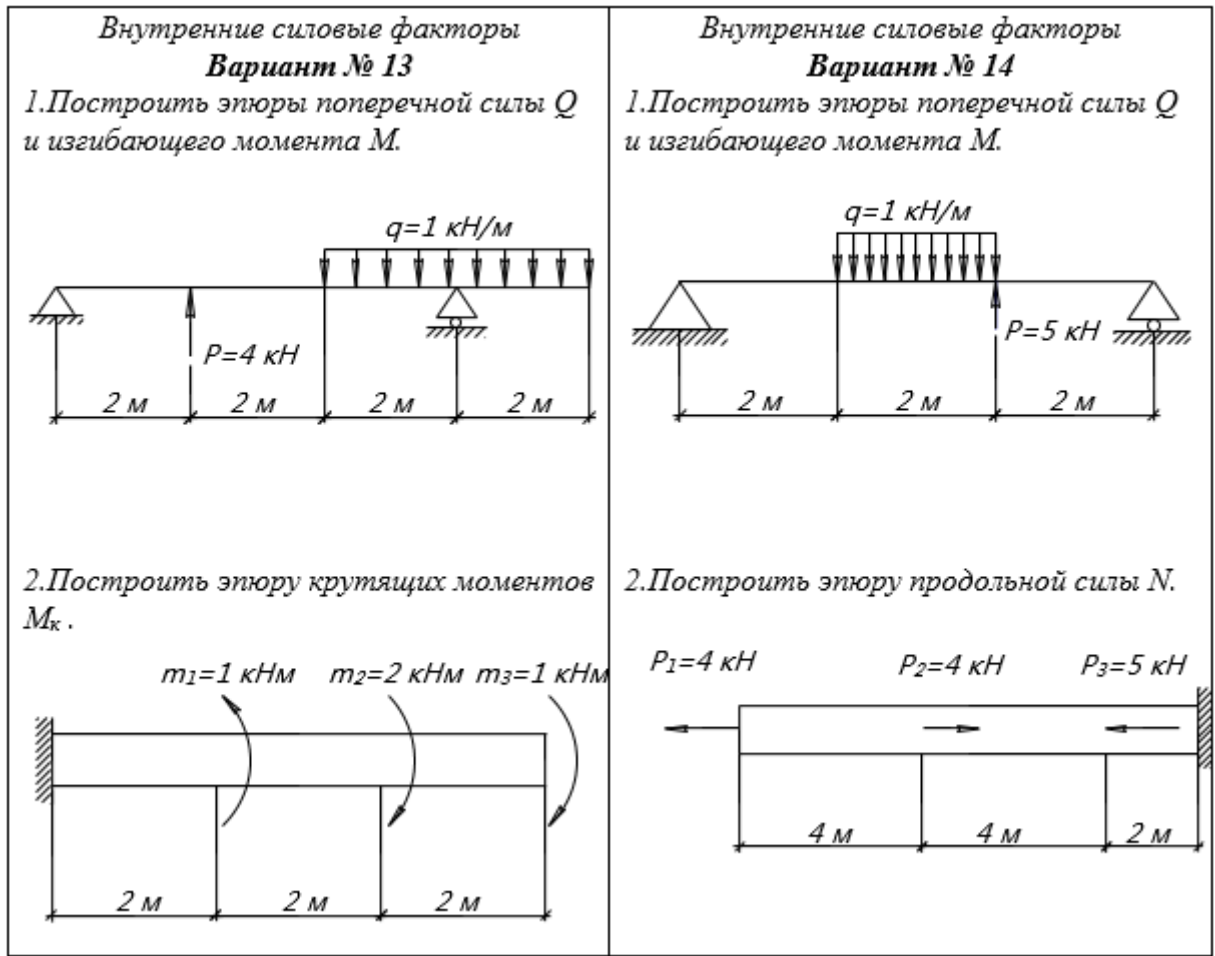 Внутренние силовые факторы
Вариант № 13
1.Построить эпюры поперечной силы Q
и изгибающего момента М.
q=1 кН/м
P=4 кН
2 м 2 м 2 м 2 м
2.Построить эпюру крутящих моментов
Мк .
m1=1 кНм m2=2 кНм m3=1 кНм
2 м 2 м 2 м
Внутренние силовые факторы
Вариант № 14
1.Построить эпюры поперечной силы Q
и изгибающего момента М.
q=1 кН/м
P=5 кН
2 м 2 м 2 м
2.Построить эпюру продольной силы N.
P1=4 кН P2=4 кН P3=5 кН
4 м 4 м 2 м